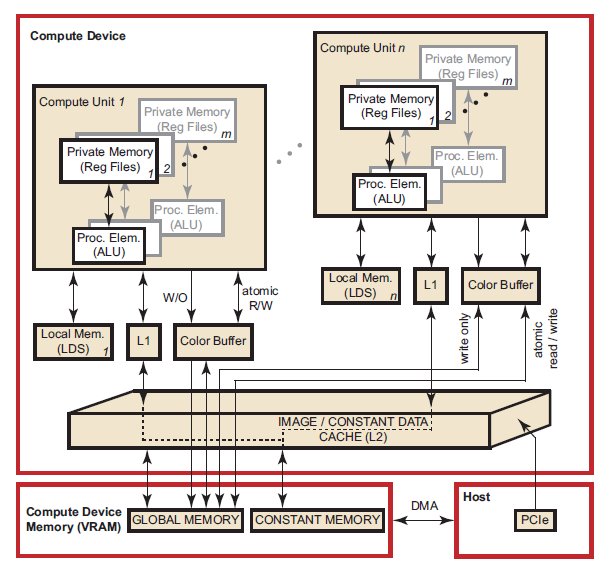 Compute Device
Compute Unit 1
Private Memory
(Reg Files)
m
Private Memory
(Reg Files)
1
2
Proc. Elem.
(ALU)
Proc. Elem.
(ALU)
Compute Unit n
Private Memory
(Reg Files)
m
Private Memory
(Reg Files)
1
2
Proc. Elem.
(ALU)
Proc. Elem.
(ALU)
W/O
atomic
R/W
Local Mem.
(LDS)
1
L1
Color Buffer
Local Mem.
(LDS)
n
L1
Color Buffer
write only
atomic
read / write
IMAGE / CONSTANT DATA
CACHE (L2)
Compute Device
Memory (VRAM)
GLOBAL MEMORY
CONSTANT MEMORY
DMA
Host
PCIe